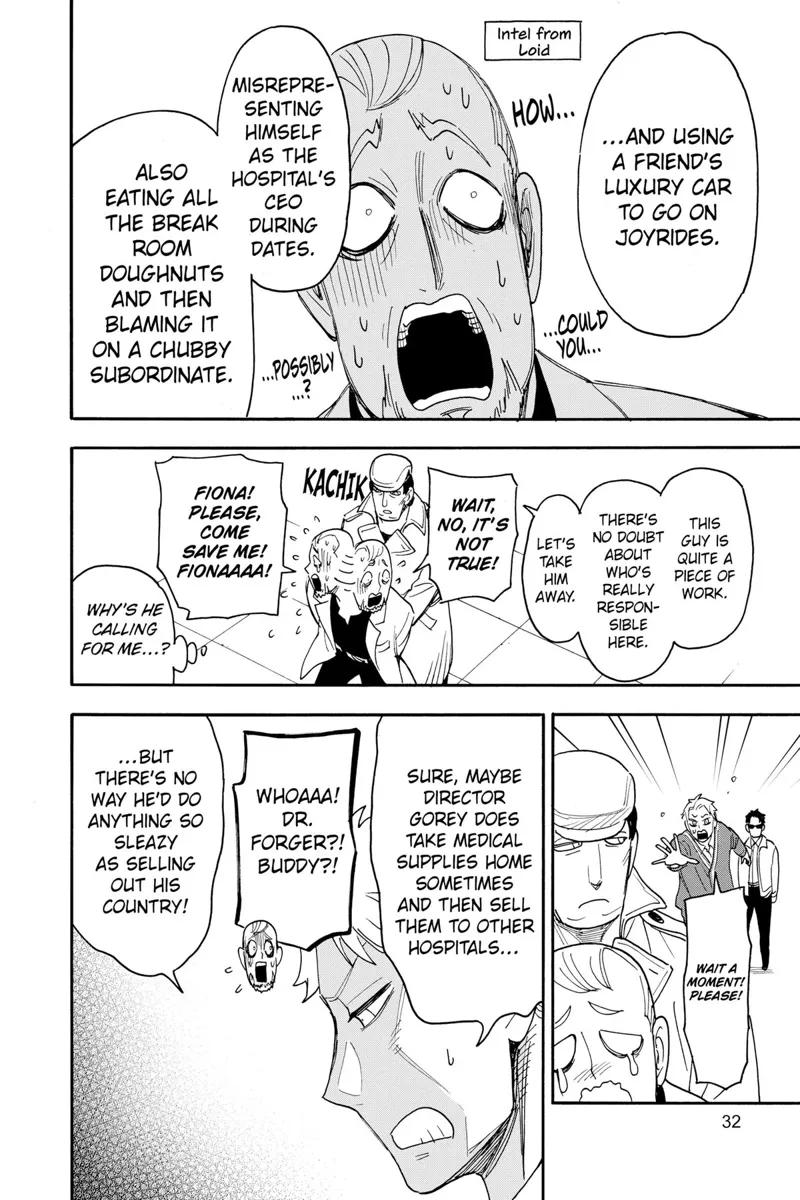 ...AND USING
A FRIEND'S
LUXURY CAR
TO GO ON
JOYRIDES.
Intel from
Loid
MISREPRE-
SENTING
HIMSELF
AS THE
HOSPITAL'S
CEO
DURING
DATES.
ALSO
EATING ALL
THE BREAK
ROOM
DOUGHNUTS
AND THEN
BLAMING IT
ON A CHUBBY
SUBORDINATE.
HOW...
...COULD
YOU...
...POSSIBLY
...?
THIS
GUY IS
QUITE A
PIECE OF
WORK.
THERE'S
NO DOUBT
ABOUT
WHO'S
REALLY
RESPON-
SIBLE
HERE.
LET'S
TAKE
HIM
AWAY.
WAIT,
NO, IT'S
NOT
TRUE!
KACHIK
FIONA!
PLEASE,
COME
SAVE ME!
FIONAAAA!
WHY'S HE
CALLING
FOR ME...?
WAIT A
MOMENT!
PLEASE!
SURE, MAYBE
DIRECTOR
GOREY DOES
TAKE MEDICAL
SUPPLIES HOME
SOMETIMES
AND THEN SELL
THEM TO OTHER
HOSPITALS...
WHOAAA!
DR.
FORGER?!
BUDDY?!
...BUT
THERE'S NO
WAY HE'D DO
ANYTHING SO
SLEAZY
AS SELLING
OUT HIS
COUNTRY!
32